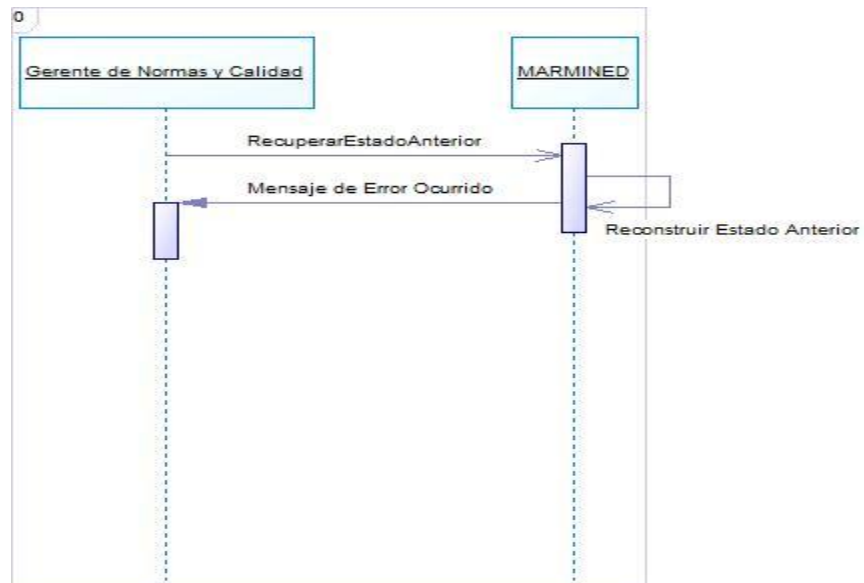 0
Gerente de Normas y Calidad
MARMINED
RecuperarEstadoAnterior
Mensaje de Error Ocurrido
Reconstruir Estado Anterior